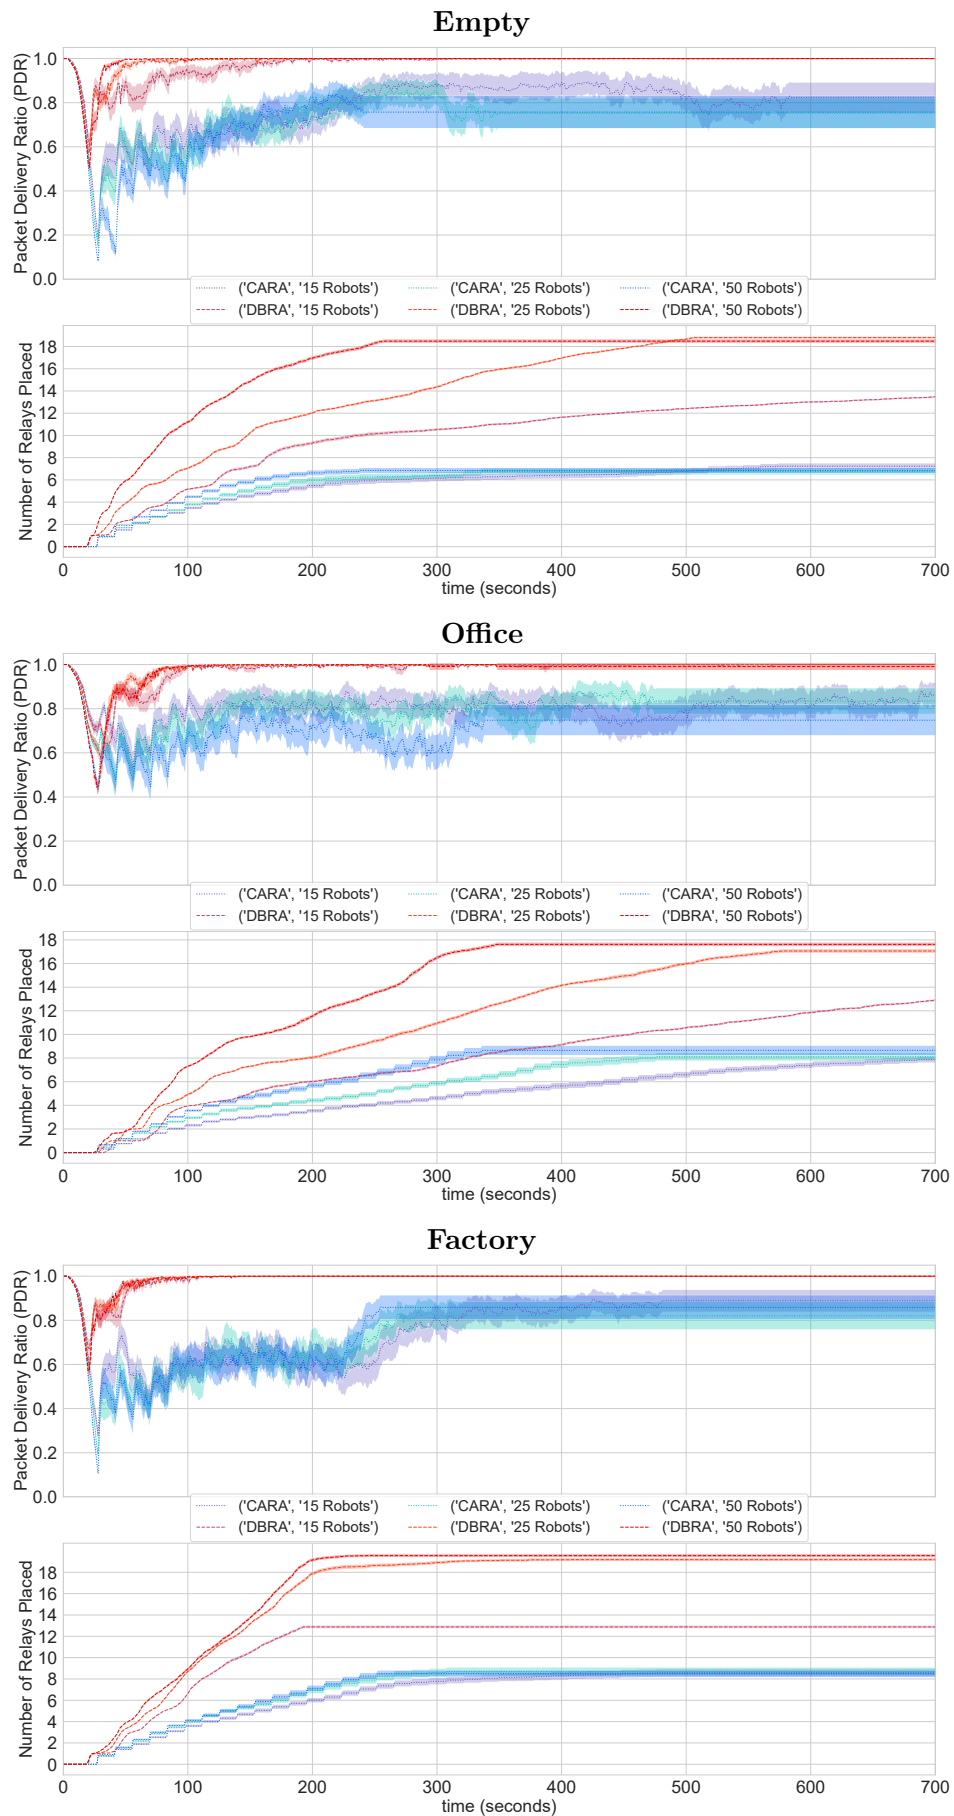 Empty
Packet Delivery Ratio (PDR)
1.0
0.8
0.6
0.4
0.2
0.0
('CARA', '15 Robots') ('CARA', '25 Robots') ('CARA', '50 Robots')
('DBRA', '15 Robots') ('DBRA', '25 Robots') ('DBRA', '50 Robots')
Number of Relays Placed
18
16
14
12
10
8
6
4
2
0
0 100 200 300 400 500 600 700
time (seconds)
Office
Packet Delivery Ratio (PDR)
1.0
0.8
0.6
0.4
0.2
0.0
('CARA', '15 Robots') ('CARA', '25 Robots') ('CARA', '50 Robots')
('DBRA', '15 Robots') ('DBRA', '25 Robots') ('DBRA', '50 Robots')
Number of Relays Placed
18
16
14
12
10
8
6
4
2
0
0 100 200 300 400 500 600 700
time (seconds)
Factory
Packet Delivery Ratio (PDR)
1.0
0.8
0.6
0.4
0.2
0.0
('CARA', '15 Robots') ('CARA', '25 Robots') ('CARA', '50 Robots')
('DBRA', '15 Robots') ('DBRA', '25 Robots') ('DBRA', '50 Robots')
Number of Relays Placed
18
16
14
12
10
8
6
4
2
0
0 100 200 300 400 500 600 700
time (seconds)